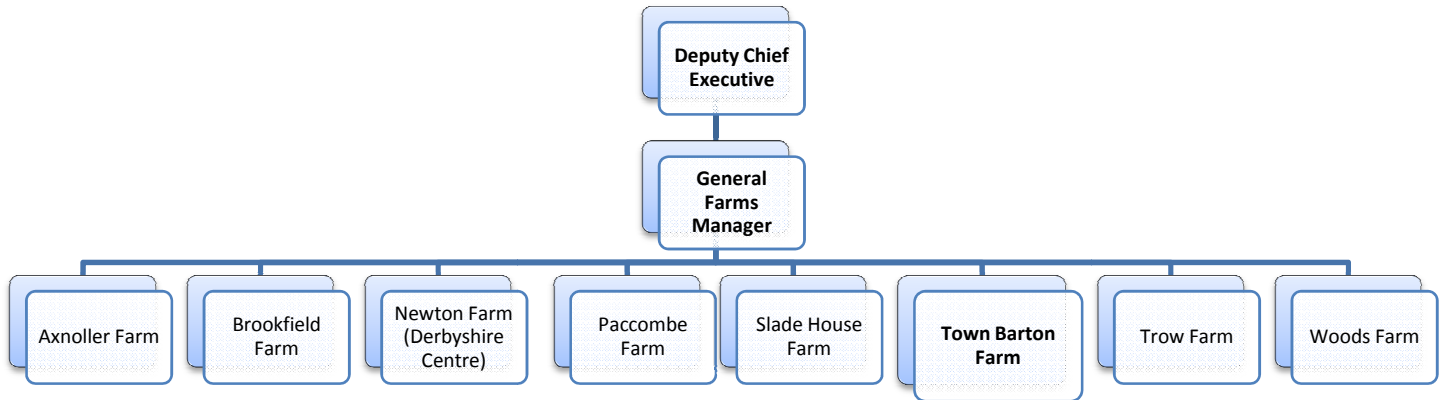 Deputy Chief
Executive
General
Farms
Manager
Axnoller Farm
Brookfield
Farm
Newton Farm
(Derbyshire
Centre)
Paccombe
Farm
Slade House
Farm
Town Barton
Farm
Trow Farm
Woods Farm